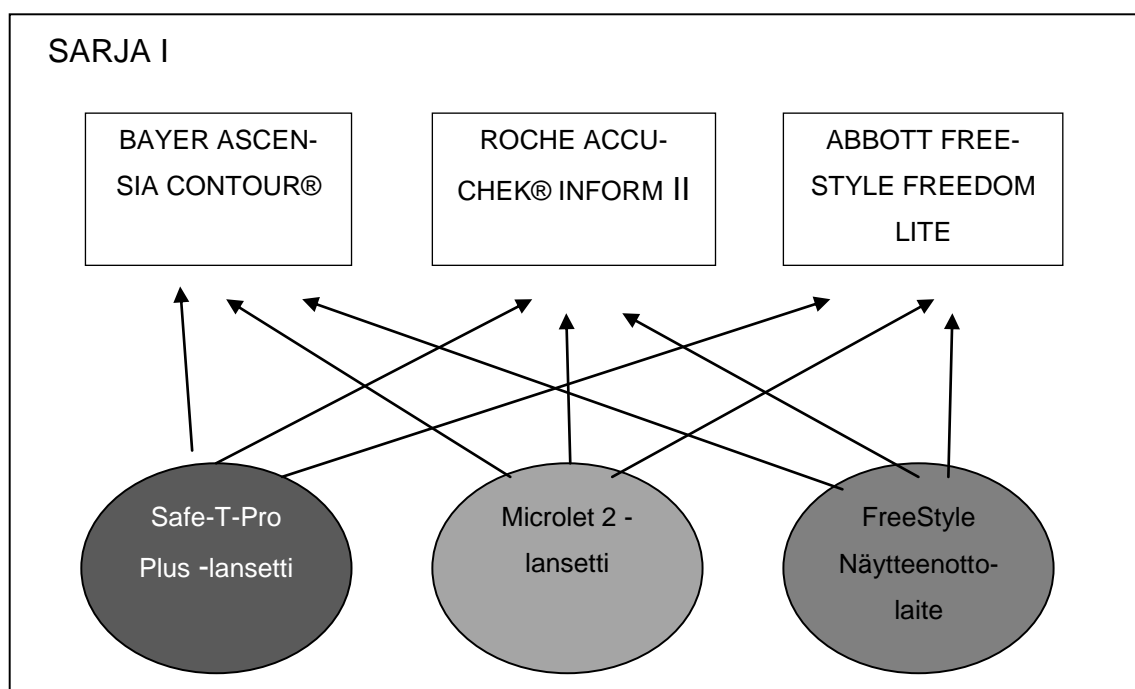 SARJA I
BAYER ASCEN-
SIA CONTOUR®
ROCHE ACCU-
CHEK® INFORM II
ABBOTT FREE-
STYLE FREEDOM
LITE
Safe-T-Pro
Plus -lansetti
Microlet 2 -
lansetti
FreeStyle
Näytteenotto-
laite